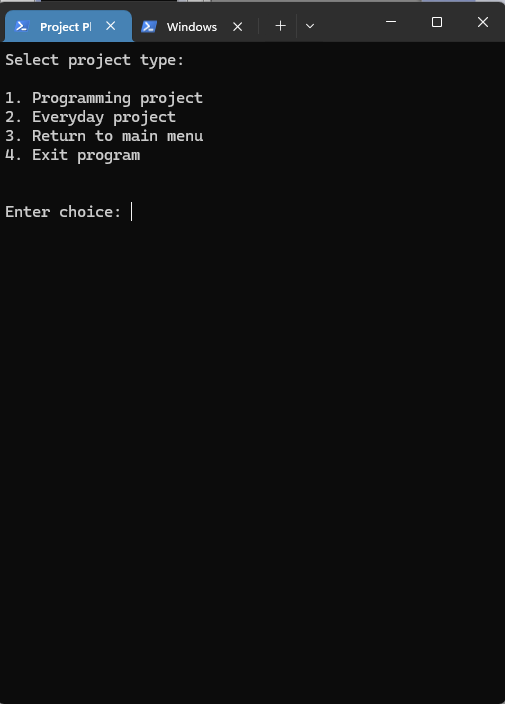 Project Pl
Windows
Select project type:
1. Programming project
2. Everyday project
3. Return to main menu
4. Exit program
Enter choice: